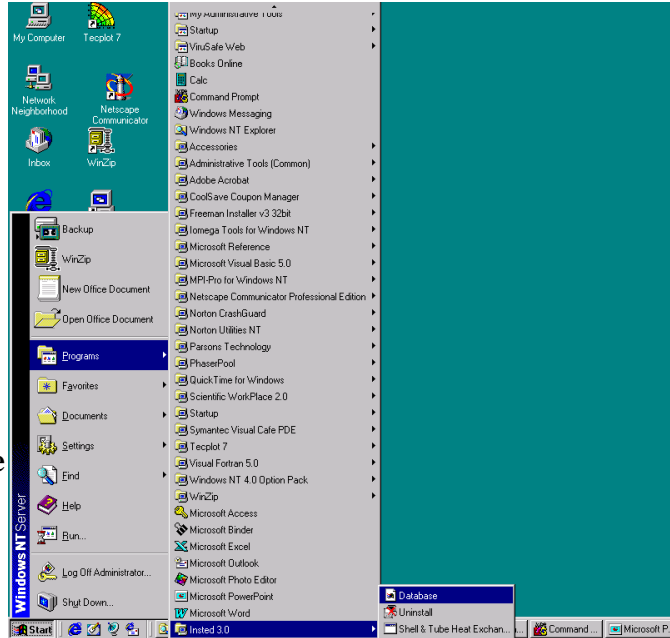 My Computer
Tecplot 7
Network
Neighborhood
Netscape
Communicator
Inbox
WinZip
My Administrative Tools
Startup
ViruSafe Web
Books Online
Calc
Command Prompt
Windows Messaging
Windows NT Explorer
Accessories
Administrative Tools (Common)
Adobe Acrobat
CoolSave Coupon Manager
Freeman Installer v3 32bit
Iomega Tools for Windows NT
Microsoft Reference
Microsoft Visual Basic 5.0
MPI-Pro for Windows NT
Netscape Communicator Professional Edition
Norton CrashGuard
Norton Utilities NT
Parsons Technology
PhaserPool
QuickTime for Windows
Scientific WorkPlace 2.0
Startup
Symantec Visual Cafe PDE
Tecplot 7
Visual Fortran 5.0
Windows NT 4.0 Option Pack
WinZip
Microsoft Access
Microsoft Binder
Microsoft Excel
Microsoft Outlook
Microsoft Photo Editor
Microsoft PowerPoint
Microsoft Word
Insted 3.0
Backup
WinZip
New Office Document
Open Office Document
Programs
Favorites
Documents
Settings
Find
Help
Run...
Log Off Administrator...
Shut Down...
Windows NT Server
e
Database
Uninstall
Shell & Tube Heat Exchan...
Start
Command ...
Microsoft P